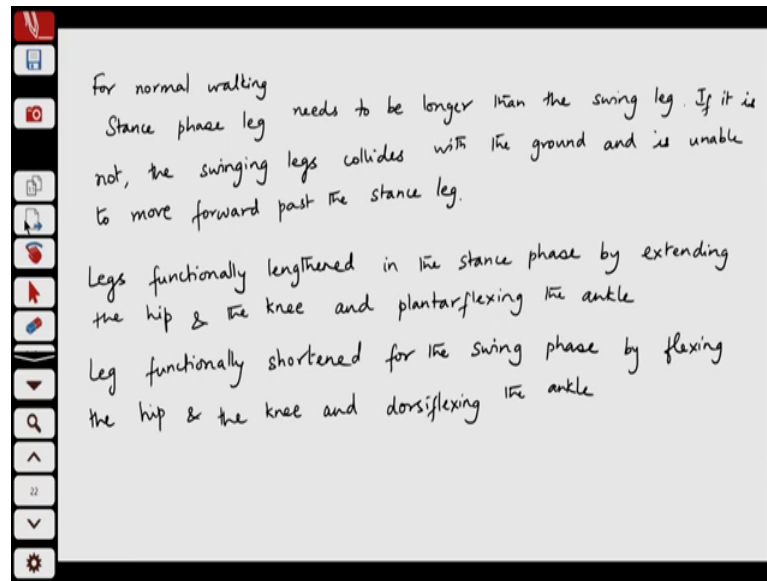 For normal walking
Stance phase leg needs to be longer than the swing leg. If it is
not, the swinging legs collides with the ground and is unable
to move forward past the stance leg.
Legs functionally lengthened in the stance phase by extending
the hip & the knee and plantarflexing the ankle
Leg functionally shortened for the swing phase by flexing
the hip & the knee and dorsiflexing the ankle
22